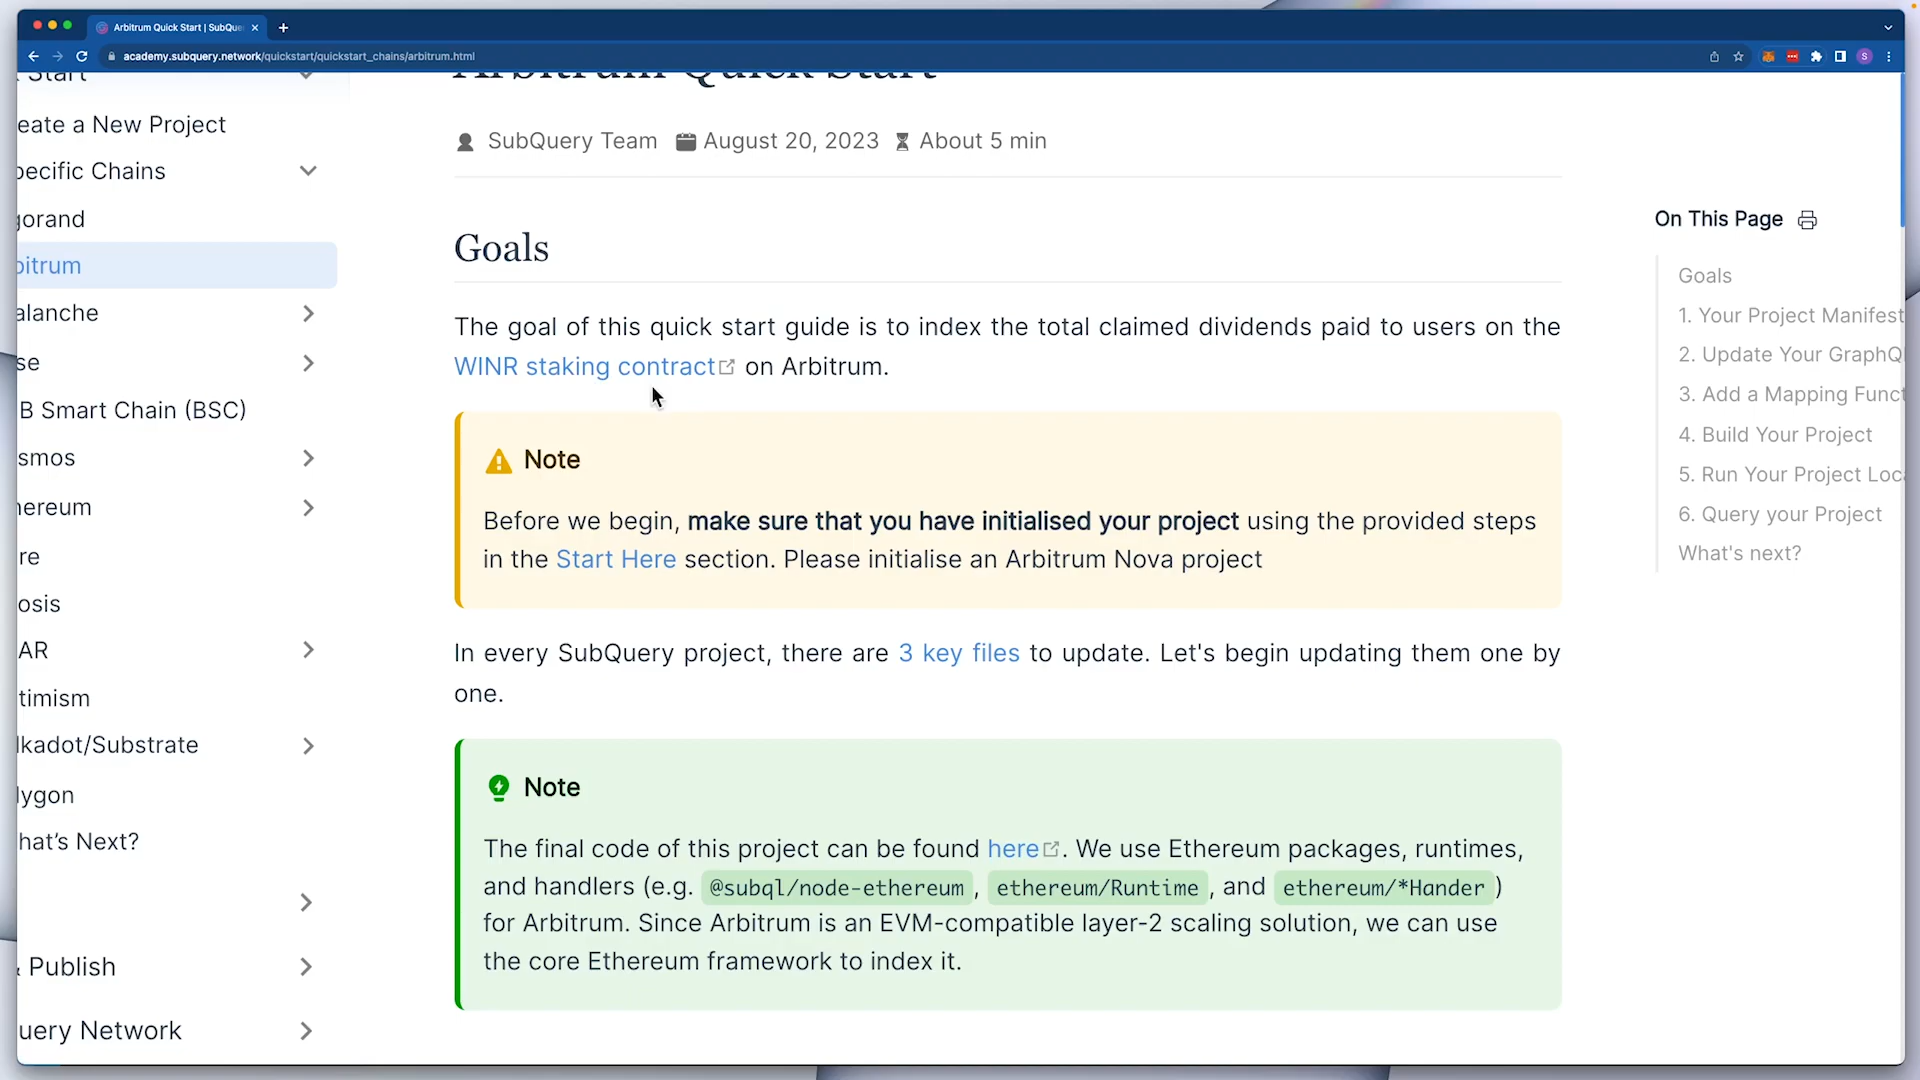 Arbitrum Quick Start | SubQue
academy.subquery.network/quickstart/quickstart_chains/arbitrum.html
S
k Start
eate a New Project
pecific Chains
gorand
bitrum
alanche
se
B Smart Chain (BSC)
smos
hereum
re
osis
AR
timism
lkadot/Substrate
lygon
hat's Next?
& Publish
uery Network
Arbitrum Quick Start
SubQuery Team August 20, 2023 About 5 min
Goals
The goal of this quick start guide is to index the total claimed dividends paid to users on the
WINR staking contract on Arbitrum.
Note
Before we begin, make sure that you have initialised your project using the provided steps
in the Start Here section. Please initialise an Arbitrum Nova project
In every SubQuery project, there are 3 key files to update. Let's begin updating them one by
one.
Note
The final code of this project can be found here. We use Ethereum packages, runtimes,
and handlers (e.g. @subql/node-ethereum, ethereum/Runtime, and ethereum/*Hander)
for Arbitrum. Since Arbitrum is an EVM-compatible layer-2 scaling solution, we can use
the core Ethereum framework to index it.
On This Page
Goals
1. Your Project Manifest
2. Update Your GraphQ
3. Add a Mapping Funct
4. Build Your Project
5. Run Your Project Loca
6. Query your Project
What's next?